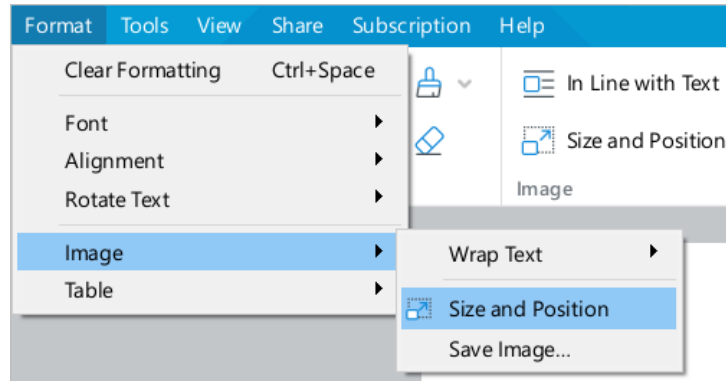 Format Tools View Share Subscription Help
Clear Formatting Ctrl+Space
Font
Alignment
Rotate Text
Image
Table
In Line with Text
Size and Position
Image
Wrap Text
Size and Position
Save Image...